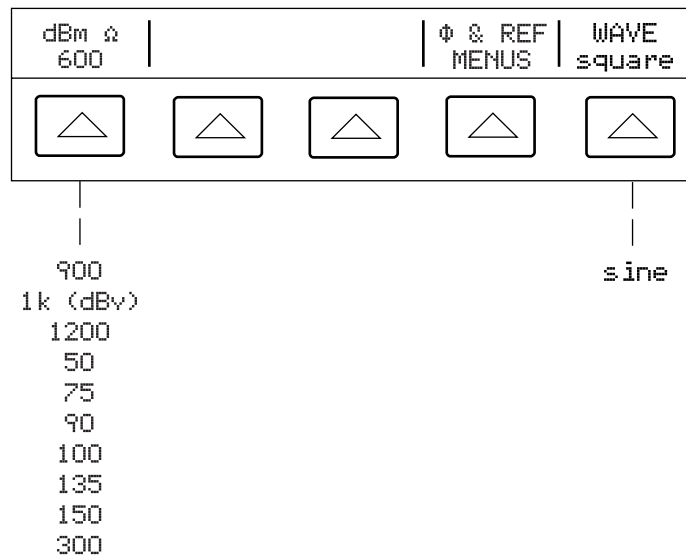 dBm Ω
600
Φ & REF
MENUS
WAVE
square
900
1k (dBv)
1200
50
75
90
100
135
150
300
sine